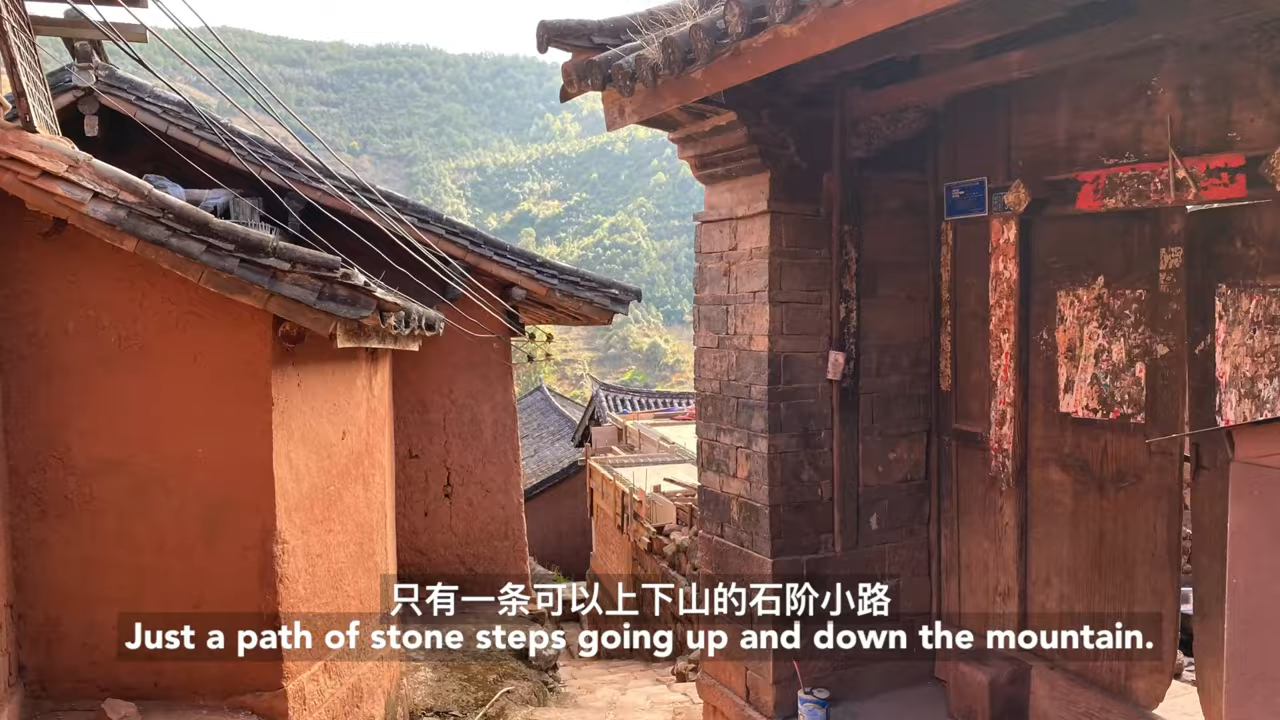 只有一条可以上下山的石阶小路
Just a path of stone steps going up and down the mountain.